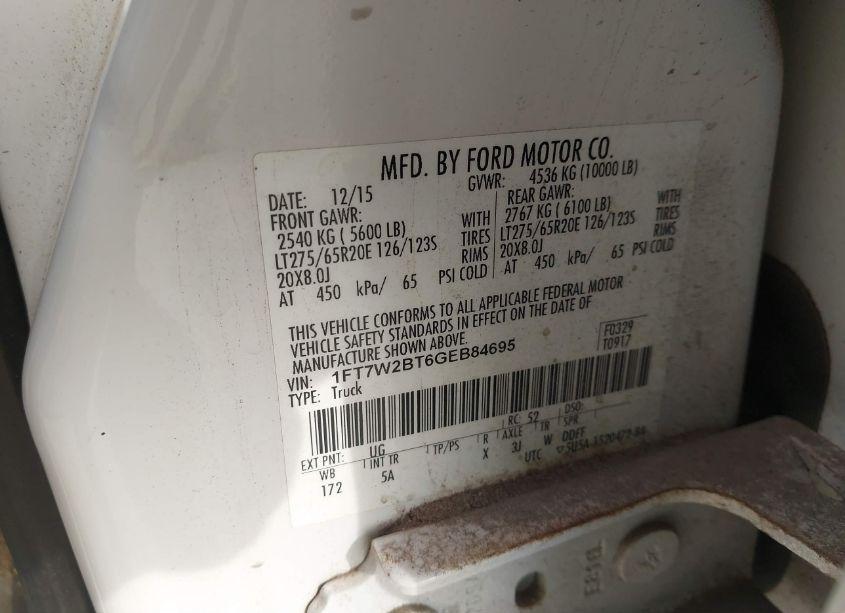 MFD. BY FORD MOTOR CO.
DATE: 12/15
GVWR: 4536 KG (10000 LB)
FRONT GAWR:
2540 KG ( 5600 LB) WITH
LT275/65R20E 126/123S TIRES
20X8.0J RIMS
AT 450 kPa/ 65 PSI COLD
REAR GAWR:
2767 KG ( 6100 LB) WITH
LT275/65R20E 126/123S TIRES
20X8.0J RIMS
AT 450 kPa/ 65 PSI COLD
THIS VEHICLE CONFORMS TO ALL APPLICABLE FEDERAL MOTOR
VEHICLE SAFETY STANDARDS IN EFFECT ON THE DATE OF
MANUFACTURE SHOWN ABOVE.
F0329
T0917
VIN: 1FT7W2BT6GEB84695
TYPE: Truck
RC: 52 DSO:
EXT PNT: UG
WB INT TR TP/PS R AXLE TR SPR
172 5A X 3J W DDFF
UTC